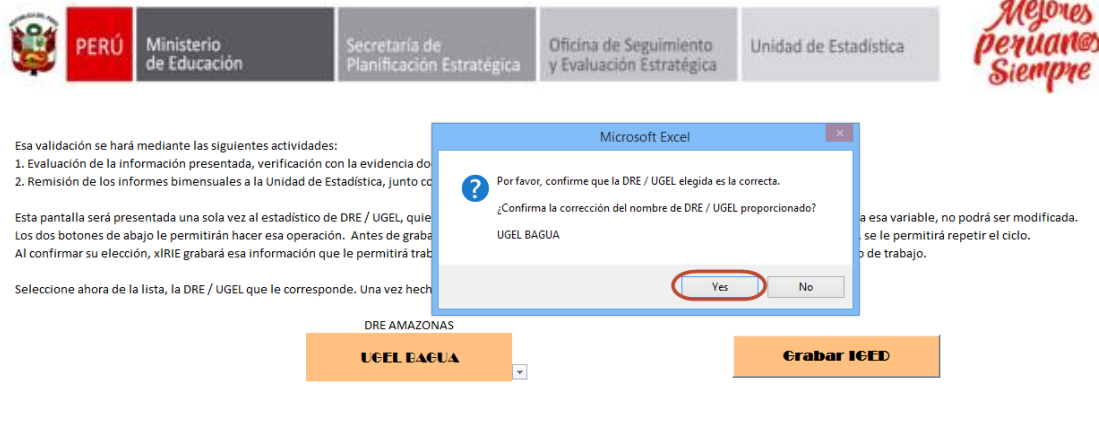 PERÚ
Ministerio
de Educación
Secretaría de
Planificación Estratégica
Oficina de Seguimiento
y Evaluación Estratégica
Unidad de Estadística
Mejores
peruan@s
Siempre
Esa validación se hará mediante las siguientes actividades:
1. Evaluación de la información presentada, verificación con la evidencia do
2. Remisión de los informes bimensuales a la Unidad de Estadística, junto co
Esta pantalla será presentada una sola vez al estadístico de DRE / UGEL, quie
a esa variable, no podrá ser modificada.
Los dos botones de abajo le permitirán hacer esa operación. Antes de graba
se le permitirá repetir el ciclo.
Al confirmar su elección, xlRIE grabará esa información que le permitirá trab
o de trabajo.
Seleccione ahora de la lista, la DRE / UGEL que le corresponde. Una vez hech
Microsoft Excel
Por favor, confirme que la DRE / UGEL elegida es la correcta.
¿Confirma la corrección del nombre de DRE / UGEL proporcionado?
UGEL BAGUA
Yes
No
DRE AMAZONAS
UGEL BAGUA
Grabar IGED